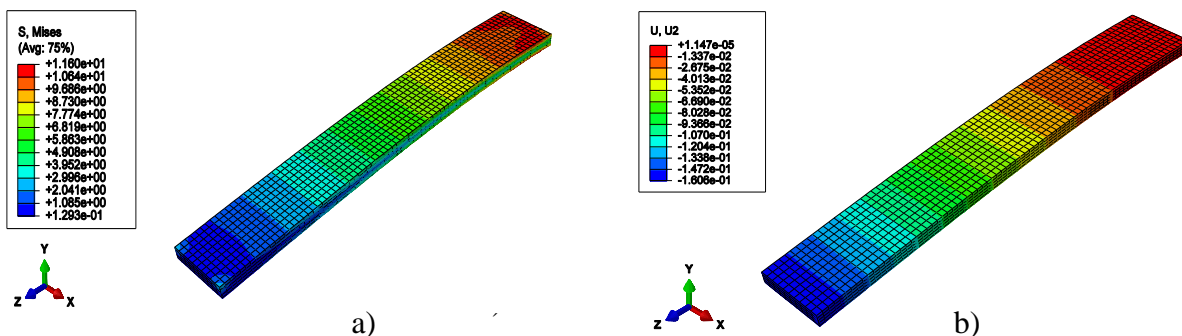 S, Mises
(Avg: 75%)
+1.160e+01
+1.064e+01
+9.686e+00
+8.730e+00
+7.774e+00
+6.819e+00
+5.863e+00
+4.908e+00
+3.952e+00
+2.996e+00
+2.041e+00
+1.085e+00
+1.293e-01
Y
Z
X
a)
U, U2
+1.147e-05
-1.337e-02
-2.675e-02
-4.013e-02
-5.352e-02
-6.690e-02
-8.028e-02
-9.366e-02
-1.070e-01
-1.204e-01
-1.338e-01
-1.472e-01
-1.606e-01
Y
Z
X
b)